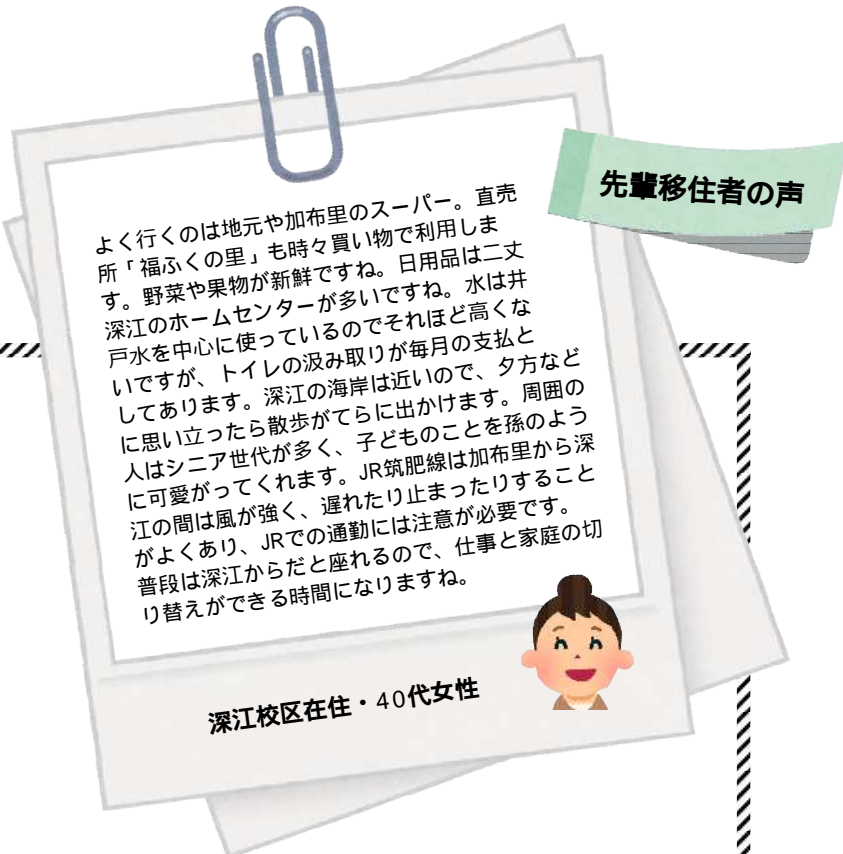 先輩移住者の声
よく行くのは地元や加布里のスーパー。直売
所「福ふくの里」も時々買い物で利用しま
す。野菜や果物が新鮮ですね。日用品は二丈
深江のホームセンターが多いですね。水は井
戸水を中心に使っているのでそれほど高くな
いですが、トイレの汲み取りが毎月の支払と
してあります。深江の海岸は近いので、夕方など
に思い立ったら散歩がてらに出かけます。周囲の
人はシニア世代が多く、子どものことを孫のよう
に可愛がってくれます。JR筑肥線は加布里から深
江の間は風が強く、遅れたり止まったりすること
がよくあり、JRでの通勤には注意が必要です。
普段は深江からだと座れるので、仕事と家庭の切
り替えができる時間になりますね。
深江校区在住・40代女性